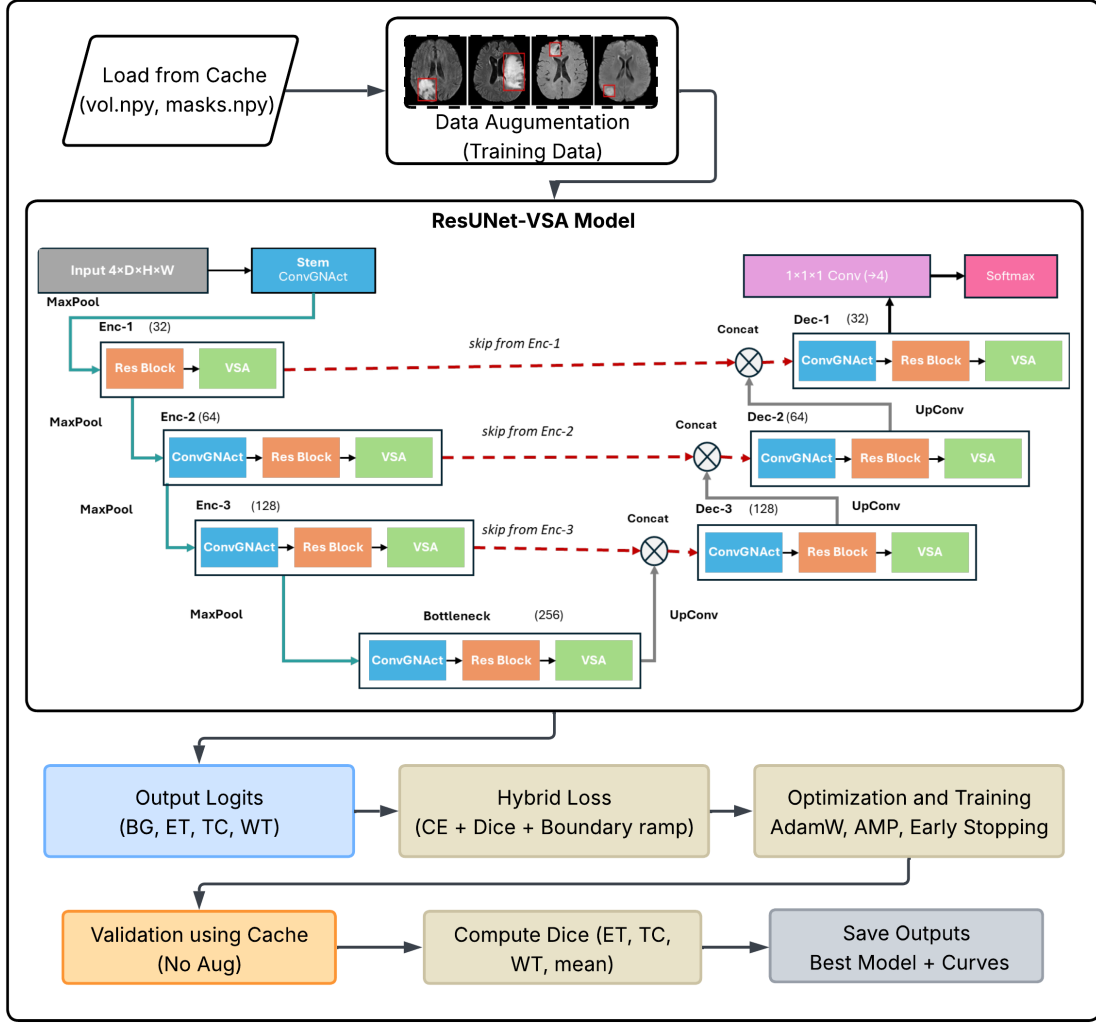 Load from Cache
(vol.npy, masks.npy)
Data Augumentation
(Training Data)
ResUNet-VSA Model
Input 4×D×H×W
Stem
ConvGNAct
1×1×1 Conv (→4)
Softmax
MaxPool
Enc-1 (32)
Res Block
VSA
skip from Enc-1
Concat
Dec-1 (32)
ConvGNAct
Res Block
VSA
MaxPool
Enc-2 (64)
ConvGNAct
Res Block
VSA
skip from Enc-2
Concat
UpConv
Dec-2 (64)
ConvGNAct
Res Block
VSA
MaxPool
Enc-3 (128)
ConvGNAct
Res Block
VSA
skip from Enc-3
Concat
UpConv
Dec-3 (128)
ConvGNAct
Res Block
VSA
MaxPool
Bottleneck (256)
ConvGNAct
Res Block
VSA
UpConv
Output Logits
(BG, ET, TC, WT)
Hybrid Loss
(CE + Dice + Boundary ramp)
Optimization and Training
AdamW, AMP, Early Stopping
Validation using Cache
(No Aug)
Compute Dice (ET, TC,
WT, mean)
Save Outputs
Best Model + Curves